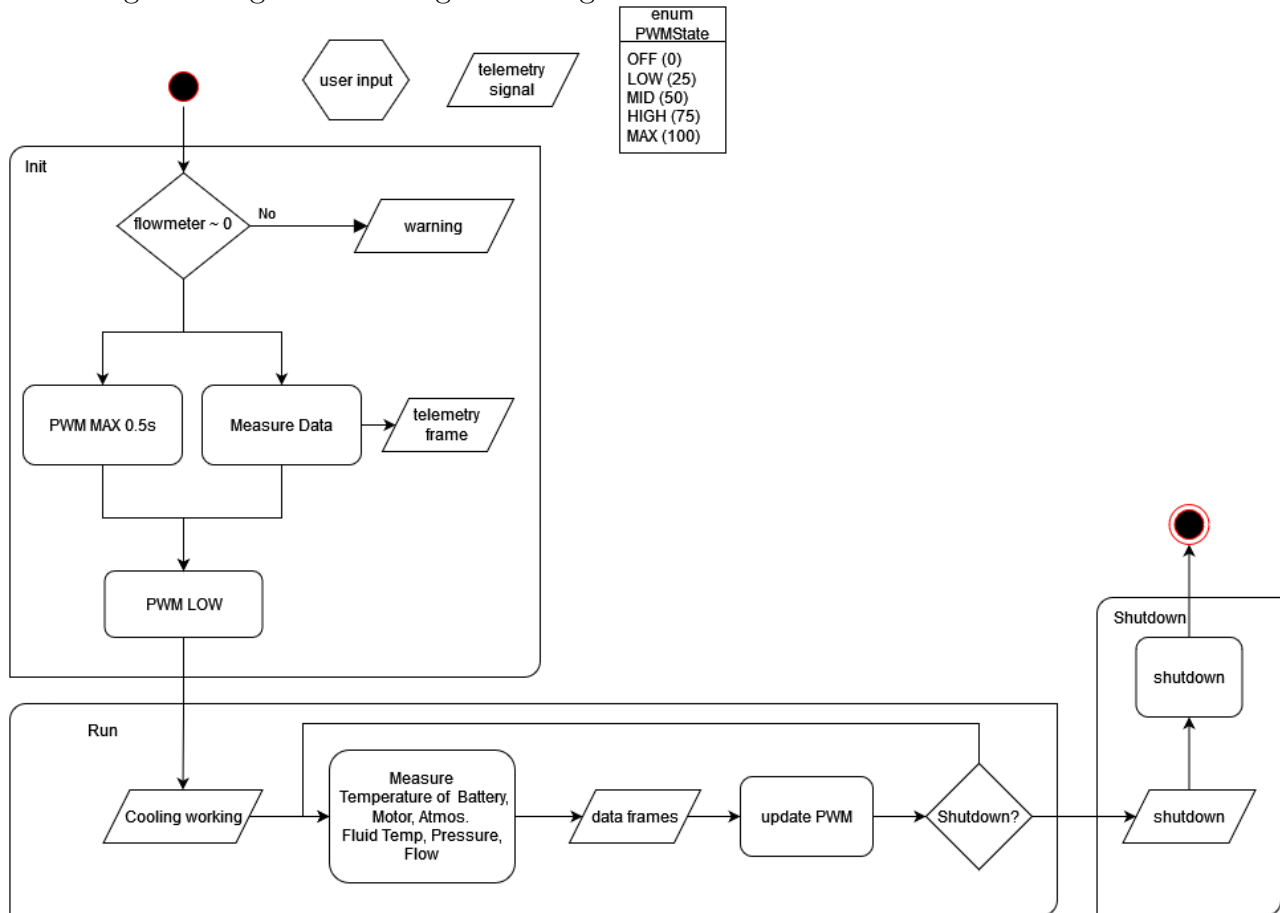 enum
PWMState
OFF (0)
LOW (25)
MID (50)
HIGH (75)
MAX (100)
user input
telemetry
signal
Init
flowmeter ~ 0
No
warning
PWM MAX 0.5s
Measure Data
telemetry
frame
PWM LOW
Run
Cooling working
Measure
Temperature of Battery,
Motor, Atmos.
Fluid Temp, Pressure,
Flow
data frames
update PWM
Shutdown?
Shutdown
shutdown
shutdown